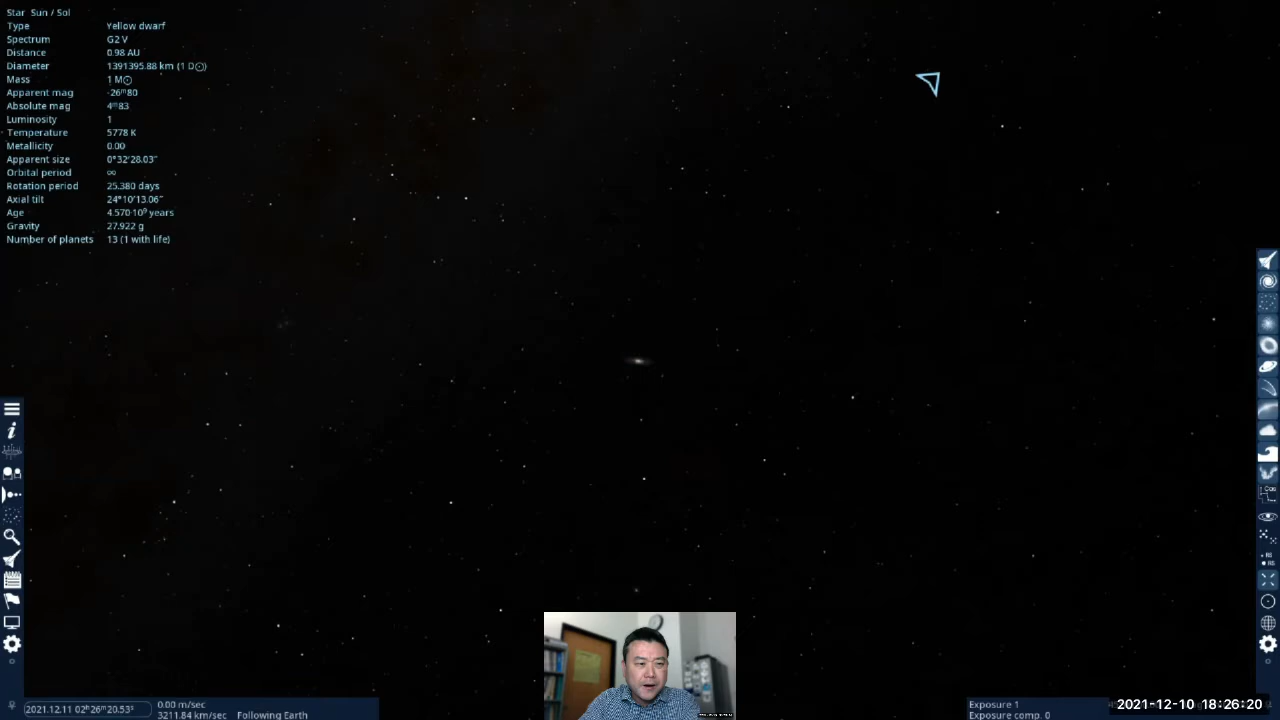 Star Sun / Sol
Type Yellow dwarf
Spectrum G2 V
Distance 0.98 AU
Diameter 1391395.88 km (1 D☉)
Mass 1 M☉
Apparent mag -26ᵐ80
Absolute mag 4ᵐ83
Luminosity 1
Temperature 5778 K
Metallicity 0.00
Apparent size 0°32'28.03"
Orbital period ∞
Rotation period 25.380 days
Axial tilt 24°10'13.06"
Age 4.570·10⁹ years
Gravity 27.922 g
Number of planets 13 (1 with life)
2021.12.11 02ʰ26ᵐ20.53ˢ
0.00 m/sec
3211.84 km/sec Following Earth
Exposure 1
Exposure comp. 0
2021-12-10 18:26:20